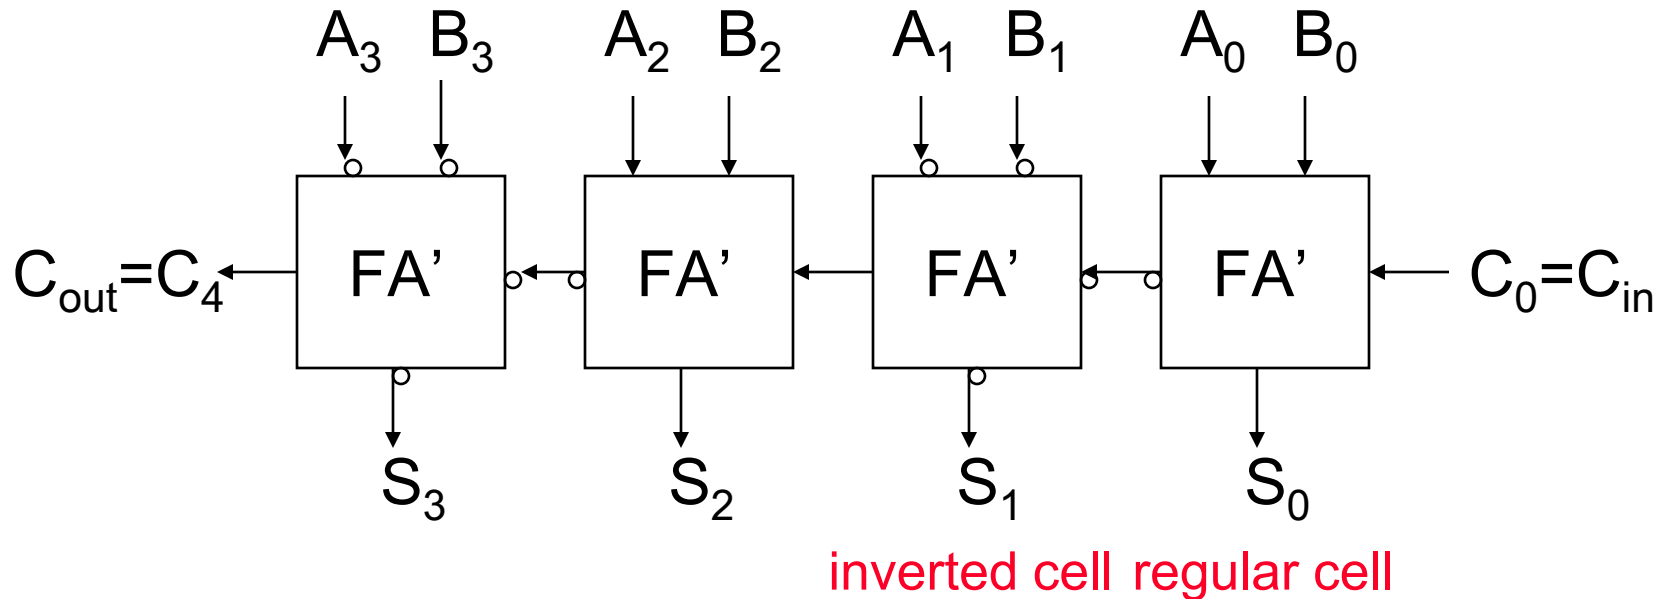 A₃ B₃ A₂ B₂ A₁ B₁ A₀ B₀
Cout=C₄ FA’ FA’ FA’ FA’ C₀=Cin
S₃ S₂ S₁ S₀
inverted cell regular cell